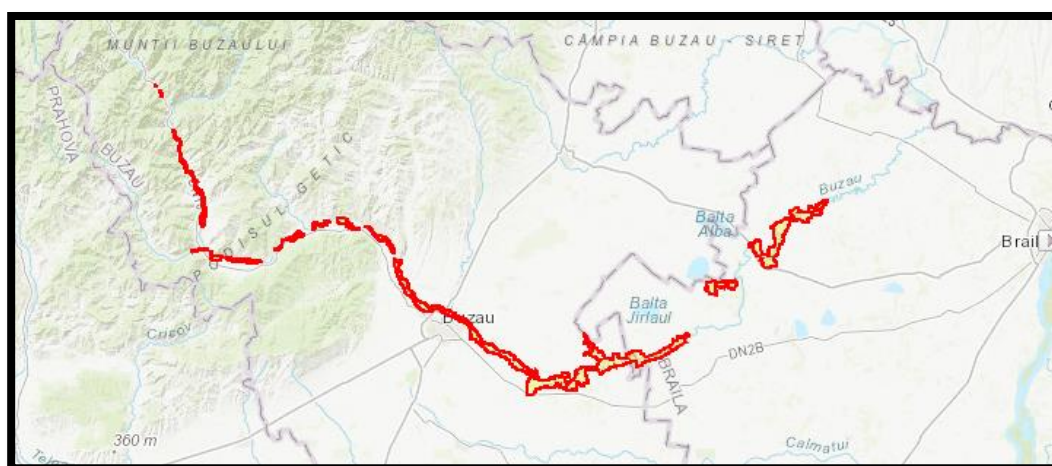 MUNTII BUZAULUI
CÂMPIA BUZAU - SIRET
PRAHOVA
BUZAU
PODISUL GETIC
Buzau
Balta
Alba
Brail
Balta
Jirlaul
Buzau
Cricov
DN2B
BRAILA
360 m
Calmatui